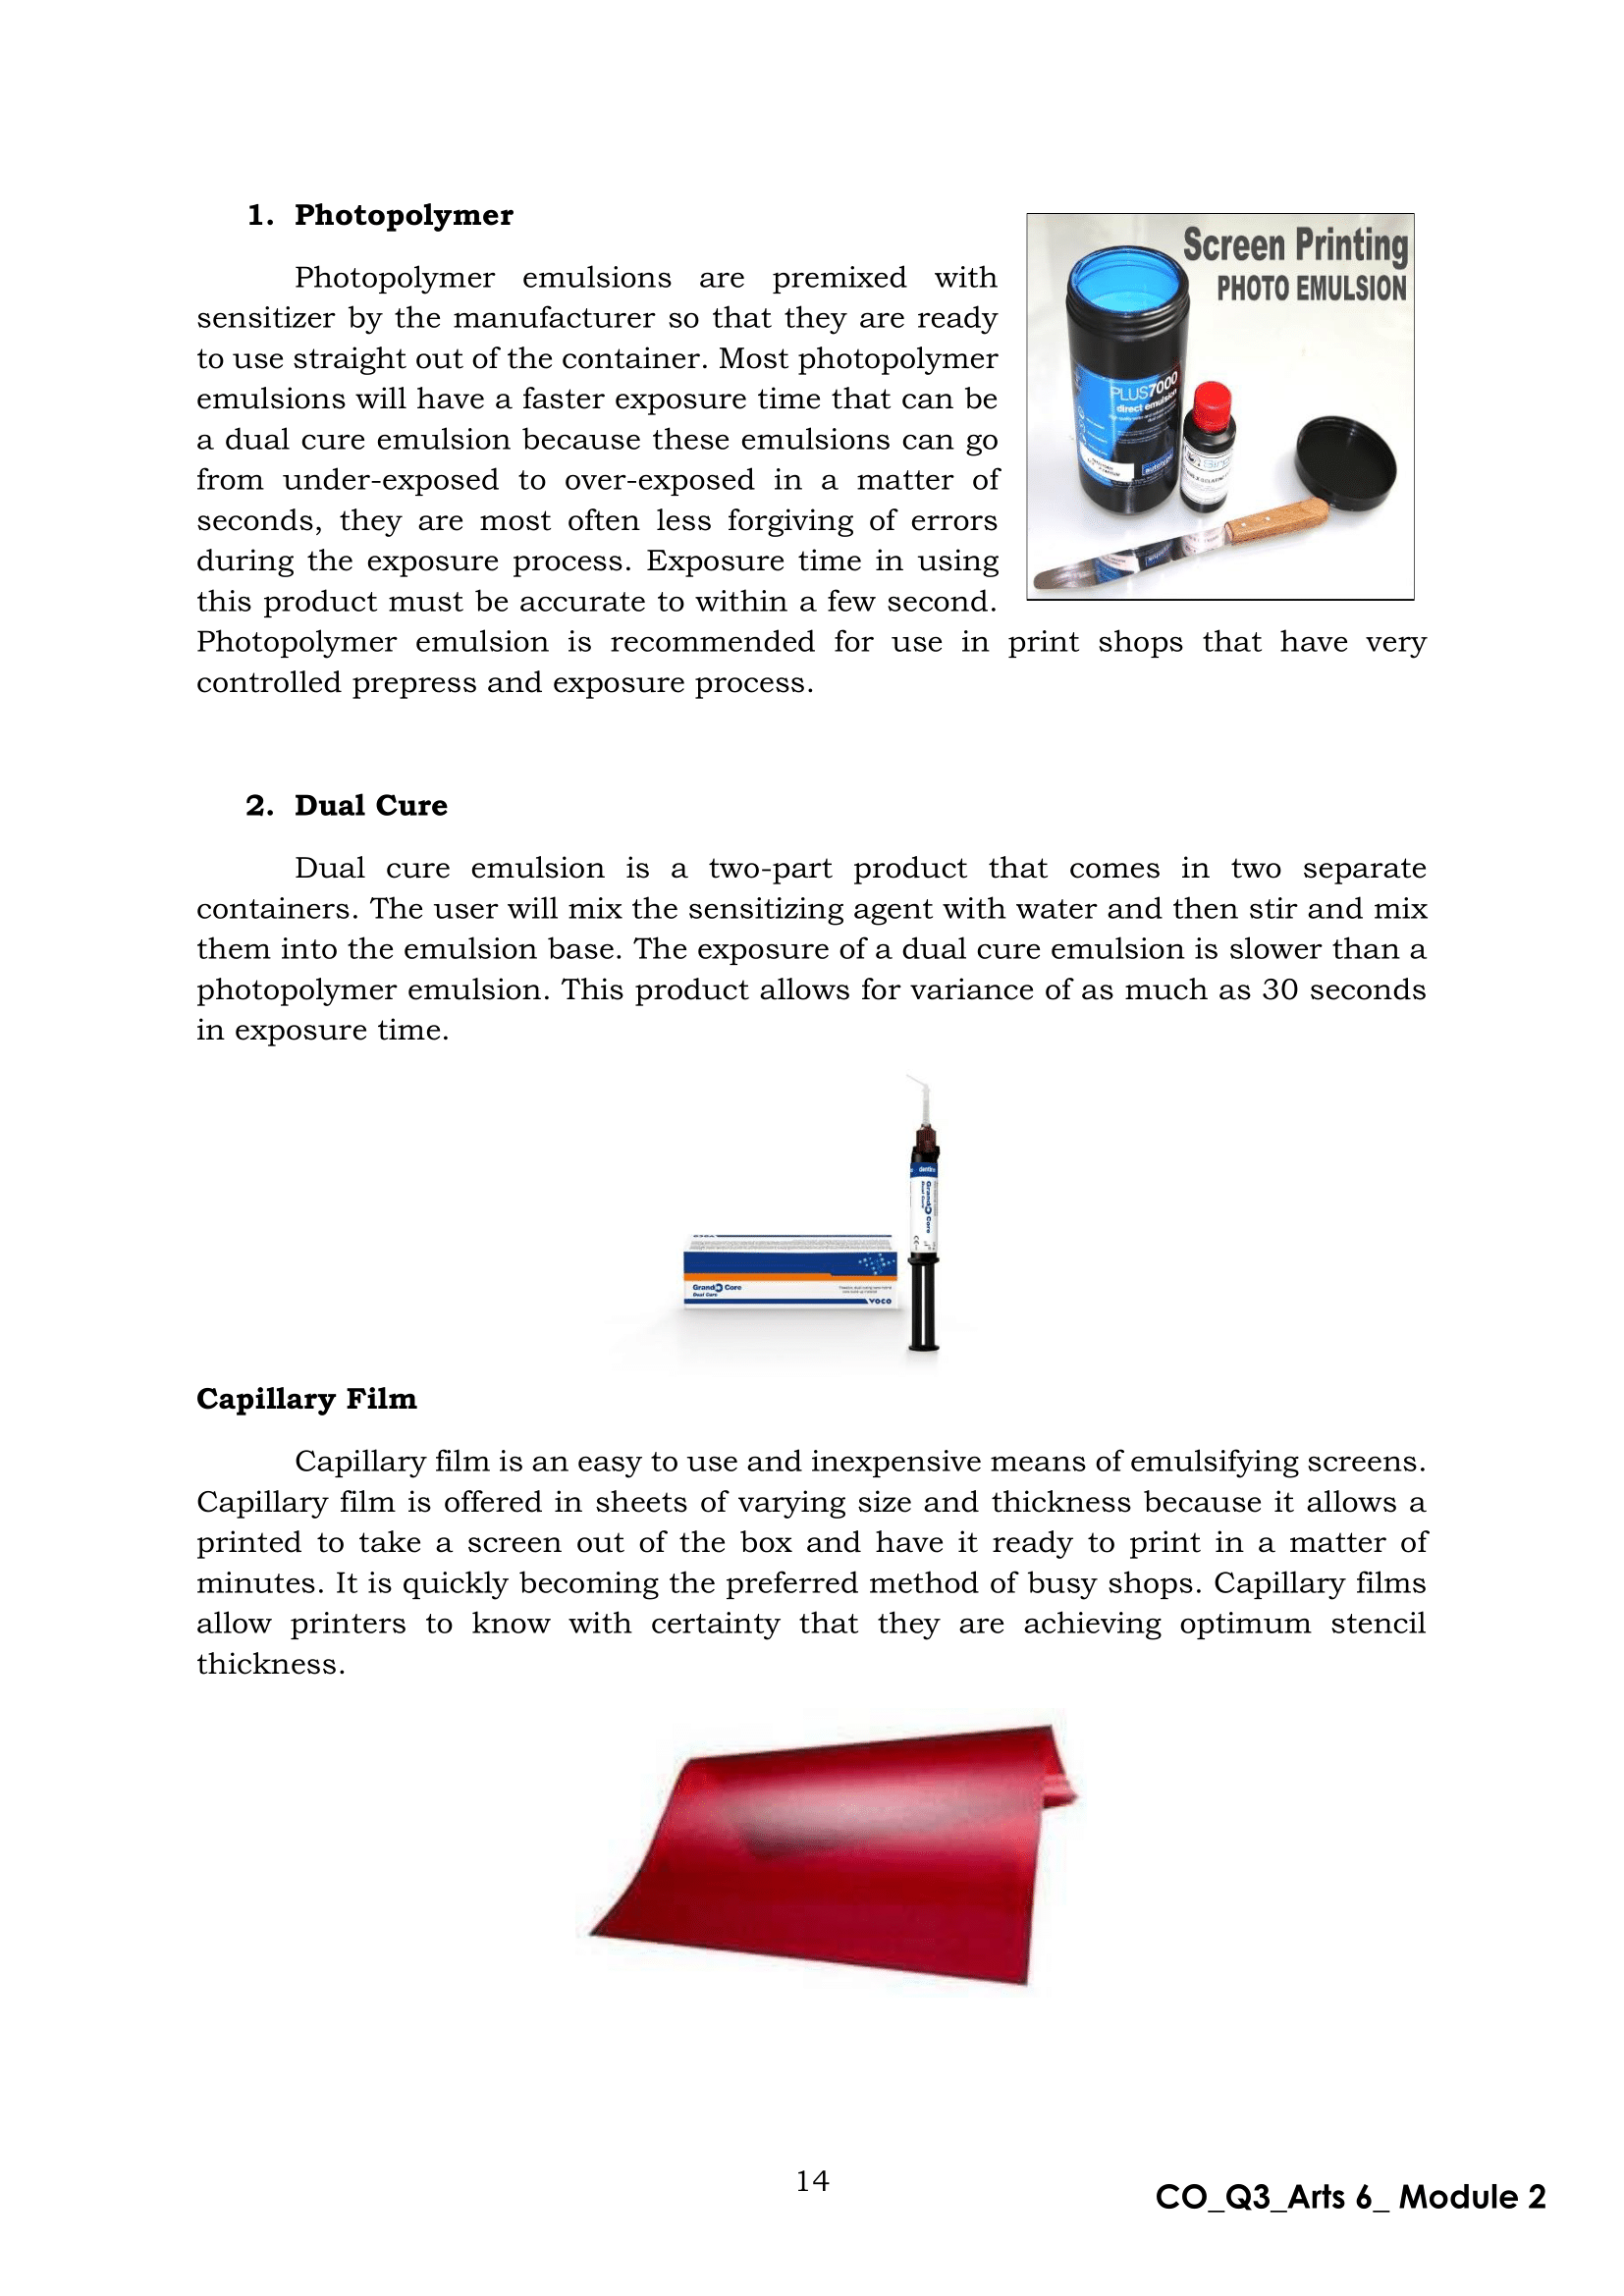 1. Photopolymer
Screen Printing
PHOTO EMULSION
PLUS7000
direct emulsion
Photopolymer emulsions are premixed with
sensitizer by the manufacturer so that they are ready
to use straight out of the container. Most photopolymer
emulsions will have a faster exposure time that can be
a dual cure emulsion because these emulsions can go
from under-exposed to over-exposed in a matter of
seconds, they are most often less forgiving of errors
during the exposure process. Exposure time in using
this product must be accurate to within a few second.
Photopolymer emulsion is recommended for use in print shops that have very
controlled prepress and exposure process.
2. Dual Cure
Dual cure emulsion is a two-part product that comes in two separate
containers. The user will mix the sensitizing agent with water and then stir and mix
them into the emulsion base. The exposure of a dual cure emulsion is slower than a
photopolymer emulsion. This product allows for variance of as much as 30 seconds
in exposure time.
Grandio Core
Dual Cure
VOCO
Grandio Core
Dual Cure
Capillary Film
Capillary film is an easy to use and inexpensive means of emulsifying screens.
Capillary film is offered in sheets of varying size and thickness because it allows a
printed to take a screen out of the box and have it ready to print in a matter of
minutes. It is quickly becoming the preferred method of busy shops. Capillary films
allow printers to know with certainty that they are achieving optimum stencil
thickness.
14
CO_Q3_Arts 6_ Module 2